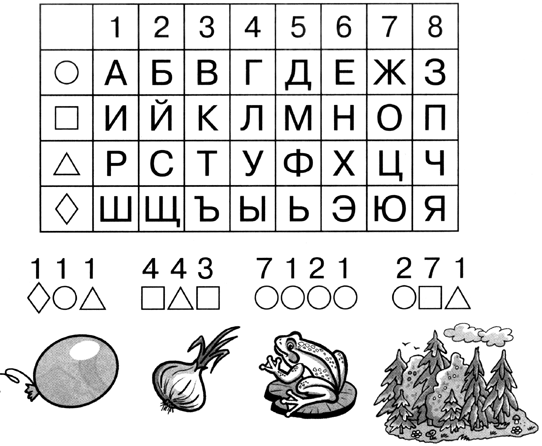 1 2 3 4 5 6 7 8
А Б В Г Д Е Ж З
И Й К Л М Н О П
Р С Т У Ф Х Ц Ч
Ш Щ Ъ Ы Ь Э Ю Я
1 1 1 4 4 3 7 1 2 1 2 7 1